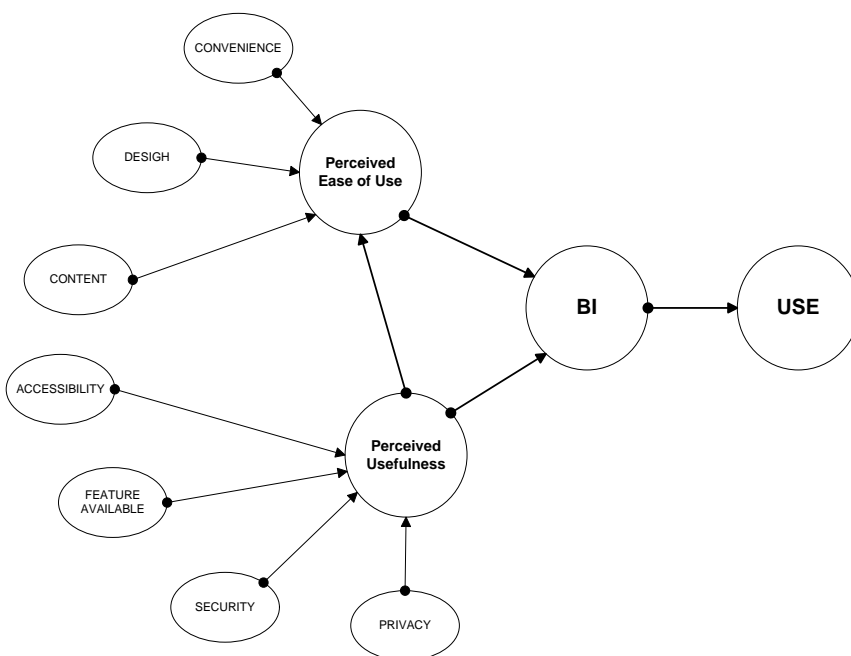 CONVENIENCE
DESIGH
Perceived
Ease of Use
CONTENT
BI
USE
ACCESSIBILITY
Perceived
Usefulness
FEATURE
AVAILABLE
SECURITY
PRIVACY